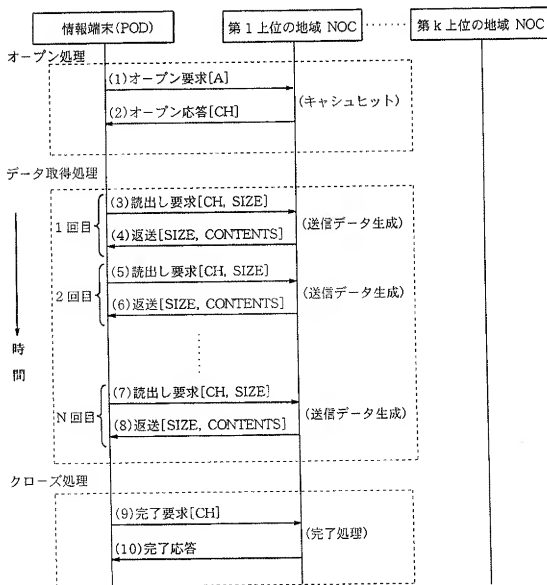 情報端末(POD)
第1上位の地域 NOC
第k上位の地域 NOC
オープン処理
(1)オープン要求[A]
(2)オープン応答[CH]
(キャシュヒット)
データ取得処理
1回目
(3)読出し要求[CH, SIZE]
(4)返送[SIZE, CONTENTS]
(送信データ生成)
2回目
(5)読出し要求[CH, SIZE]
(6)返送[SIZE, CONTENTS]
(送信データ生成)
時間
N回目
(7)読出し要求[CH, SIZE]
(8)返送[SIZE, CONTENTS]
(送信データ生成)
クローズ処理
(9)完了要求[CH]
(完了処理)
(10)完了応答